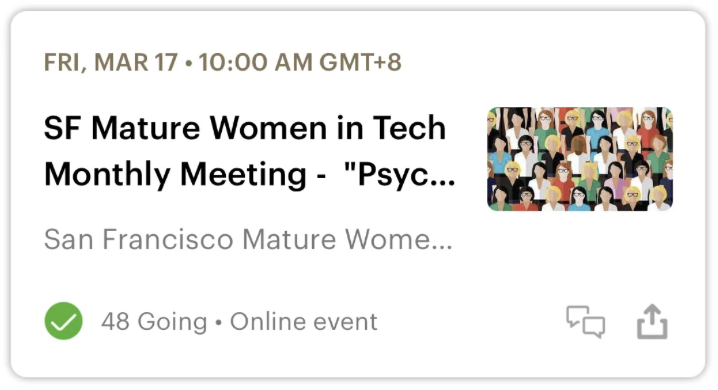 FRI, MAR 17 • 10:00 AM GMT+8
SF Mature Women in Tech
Monthly Meeting - "Psyc...
San Francisco Mature Wome...
48 Going • Online event